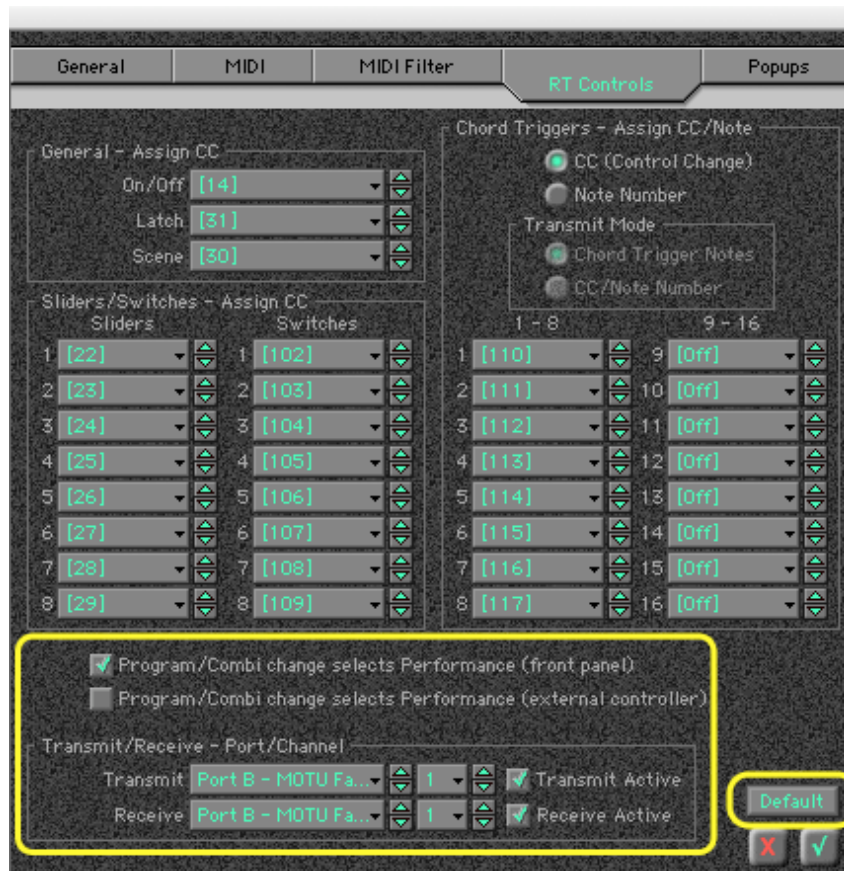 General MIDI MIDI Filter RT Controls Popups
General - Assign CC
On/Off [14]
Latch [31]
Scene [30]
Chord Triggers - Assign CC/Note
CC (Control Change)
Note Number
Transmit Mode
Chord Trigger Notes
CC/Note Number
Sliders/Switches - Assign CC
Sliders Switches
1 [22] 1 [102]
2 [23] 2 [103]
3 [24] 3 [104]
4 [25] 4 [105]
5 [26] 5 [106]
6 [27] 6 [107]
7 [28] 7 [108]
8 [29] 8 [109]
1 - 8 9 - 16
1 [110] 9 [Off]
2 [111] 10 [Off]
3 [112] 11 [Off]
4 [113] 12 [Off]
5 [114] 13 [Off]
6 [115] 14 [Off]
7 [116] 15 [Off]
8 [117] 16 [Off]
Program/Combi change selects Performance (front panel)
Program/Combi change selects Performance (external controller)
Transmit/Receive - Port/Channel
Transmit Port B - MOTU Fa... 1 Transmit Active
Receive Port B - MOTU Fa... 1 Receive Active
Default